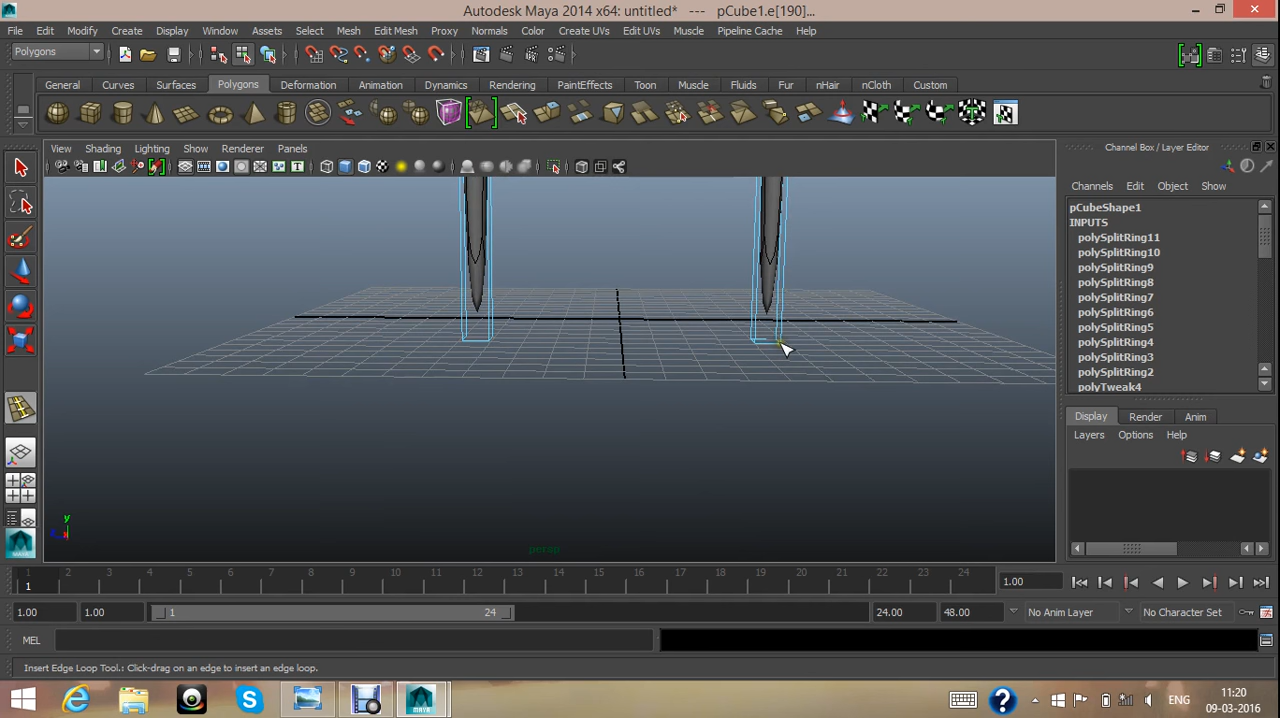 Autodesk Maya 2014 x64: untitled* --- pCube1.e[190]...
File Edit Modify Create Display Window Assets Select Mesh Edit Mesh Proxy Normals Color Create UVs Edit UVs Muscle Pipeline Cache Help
Polygons
General Curves Surfaces Polygons Deformation Animation Dynamics Rendering PaintEffects Toon Muscle Fluids Fur nHair nCloth Custom
View Shading Lighting Show Renderer Panels
Channel Box / Layer Editor
Channels Edit Object Show
pCubeShape1
INPUTS
polySplitRing11
polySplitRing10
polySplitRing9
polySplitRing8
polySplitRing7
polySplitRing6
polySplitRing5
polySplitRing4
polySplitRing3
polySplitRing2
polyTweak4
Display Render Anim
Layers Options Help
y
persp
1 2 3 4 5 6 7 8 9 10 11 12 13 14 15 16 17 18 19 20 21 22 23 24
1
1.00
1.00 1.00 1 24 24.00 48.00 No Anim Layer No Character Set
MEL
Insert Edge Loop Tool.: Click-drag on an edge to insert an edge loop.
ENG
11:20
09-03-2016